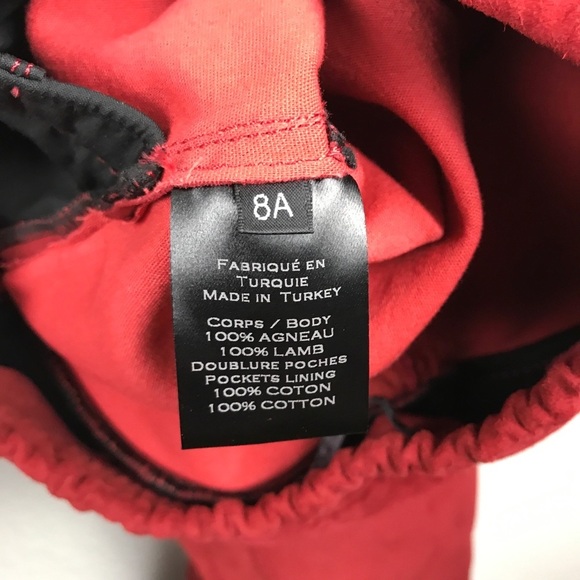 8A
FABRIQUÉ EN
TURQUIE
MADE IN TURKEY
CORPS / BODY
100% AGNEAU
100% LAMB
DOUBLURE POCHES
POCKETS LINING
100% COTON
100% COTTON